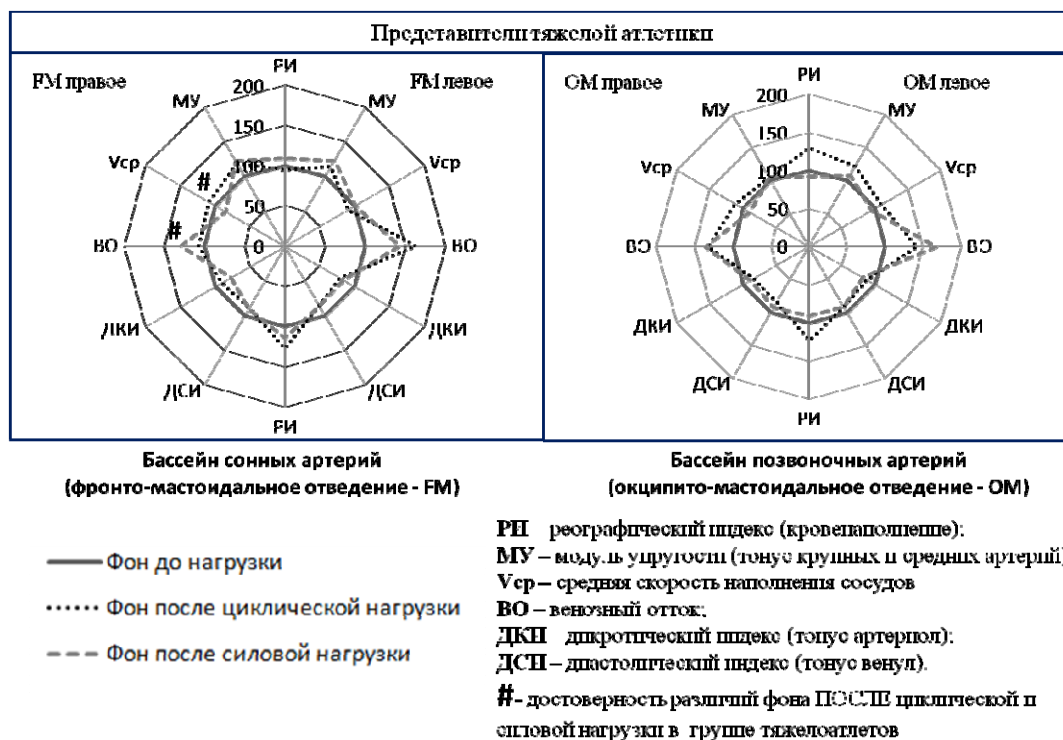 Представители тяжелой атлетики
FM правое
FM левое
РИ
200
150
100
50
0
МУ
МУ
Vср
Vср
#
#
ВО
ВО
ДКИ
ДКИ
ДСИ
ДСИ
РИ
ОМ правое
ОМ левое
РИ
200
150
100
50
0
МУ
МУ
Vср
Vср
ВО
ВО
ДКИ
ДКИ
ДСИ
ДСИ
РИ
Бассейн сонных артерий
(фронто-мастоидальное отведение - FM)
Бассейн позвоночных артерий
(окципито-мастоидальное отведение - ОМ)
Фон до нагрузки
Фон после циклической нагрузки
Фон после силовой нагрузки
РИ реографический индекс (кровенаполнение);
МУ – модуль упругости (тонус крупных и средних артерий)
Vср – средняя скорость наполнения сосудов
ВО – венозный отток;
ДКИ дикротический индекс (тонус артериол);
ДСИ – диастолический индекс (тонус венул).
#- достоверность различий фона ПОСЛЕ циклической и
силовой нагрузки в группе тяжелоатлетов